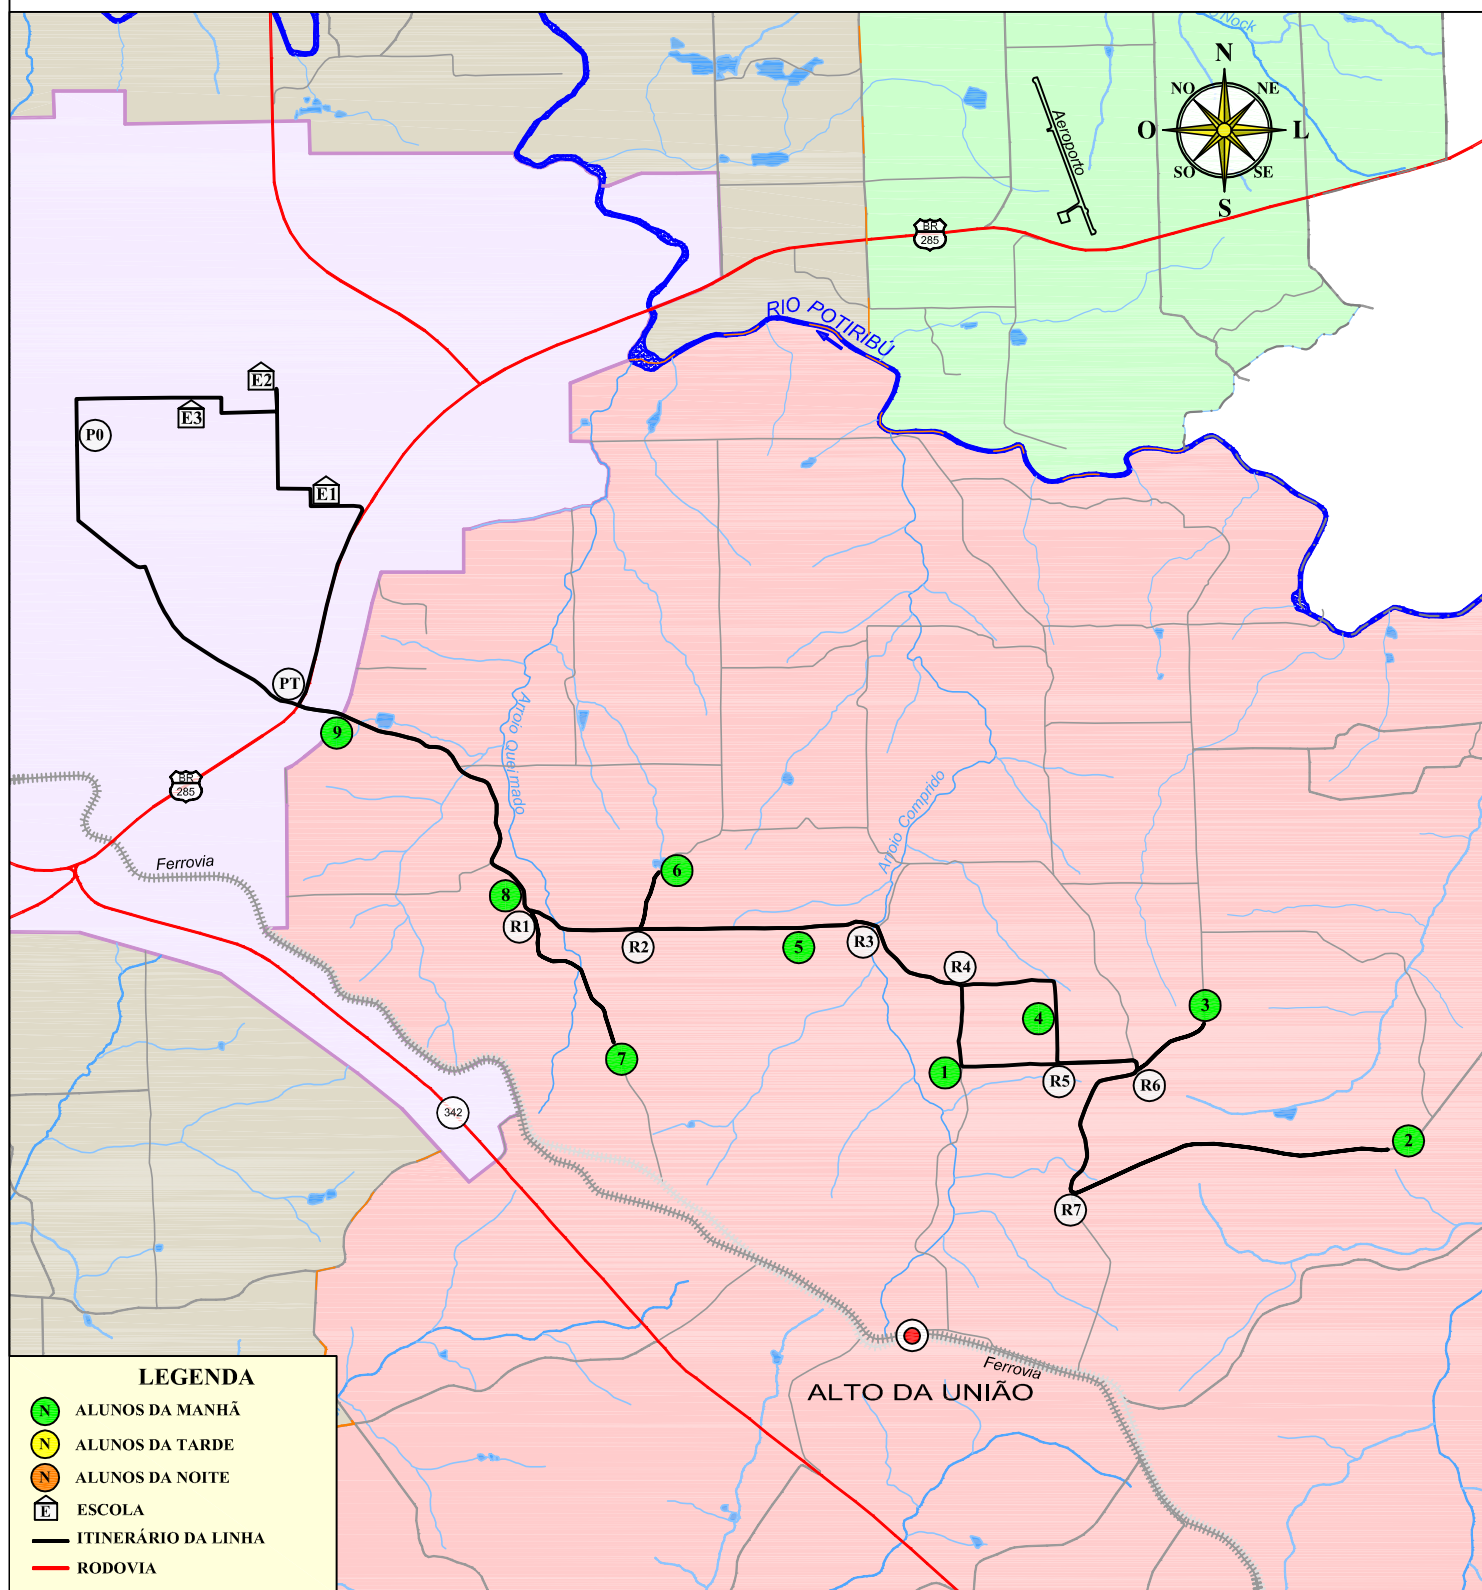 Nock
N
NO
NE
O
L
SO
SE
S
Aeroporto
BR
285
RIO POTIRIBÚ
E2
E3
P0
E1
PT
9
Arroio Queimado
BR
285
Arroio Comprido
Ferrovia
6
8
R1
R2
5
R3
R4
3
4
7
1
R5
R6
342
2
R7
Ferrovia
ALTO DA UNIÃO
LEGENDA
N ALUNOS DA MANHÃ
N ALUNOS DA TARDE
N ALUNOS DA NOITE
E ESCOLA
ITINERÁRIO DA LINHA
RODOVIA